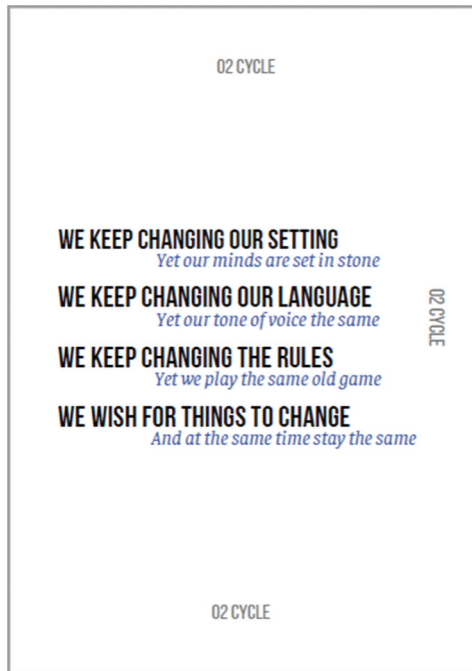 02 CYCLE
WE KEEP CHANGING OUR SETTING
Yet our minds are set in stone
WE KEEP CHANGING OUR LANGUAGE
Yet our tone of voice the same
02 CYCLE
WE KEEP CHANGING THE RULES
Yet we play the same old game
WE WISH FOR THINGS TO CHANGE
And at the same time stay the same
02 CYCLE